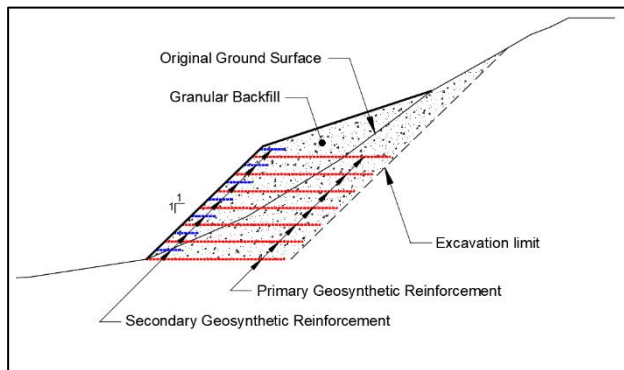 Original Ground Surface
Granular Backfill
1
1
Excavation limit
Primary Geosynthetic Reinforcement
Secondary Geosynthetic Reinforcement